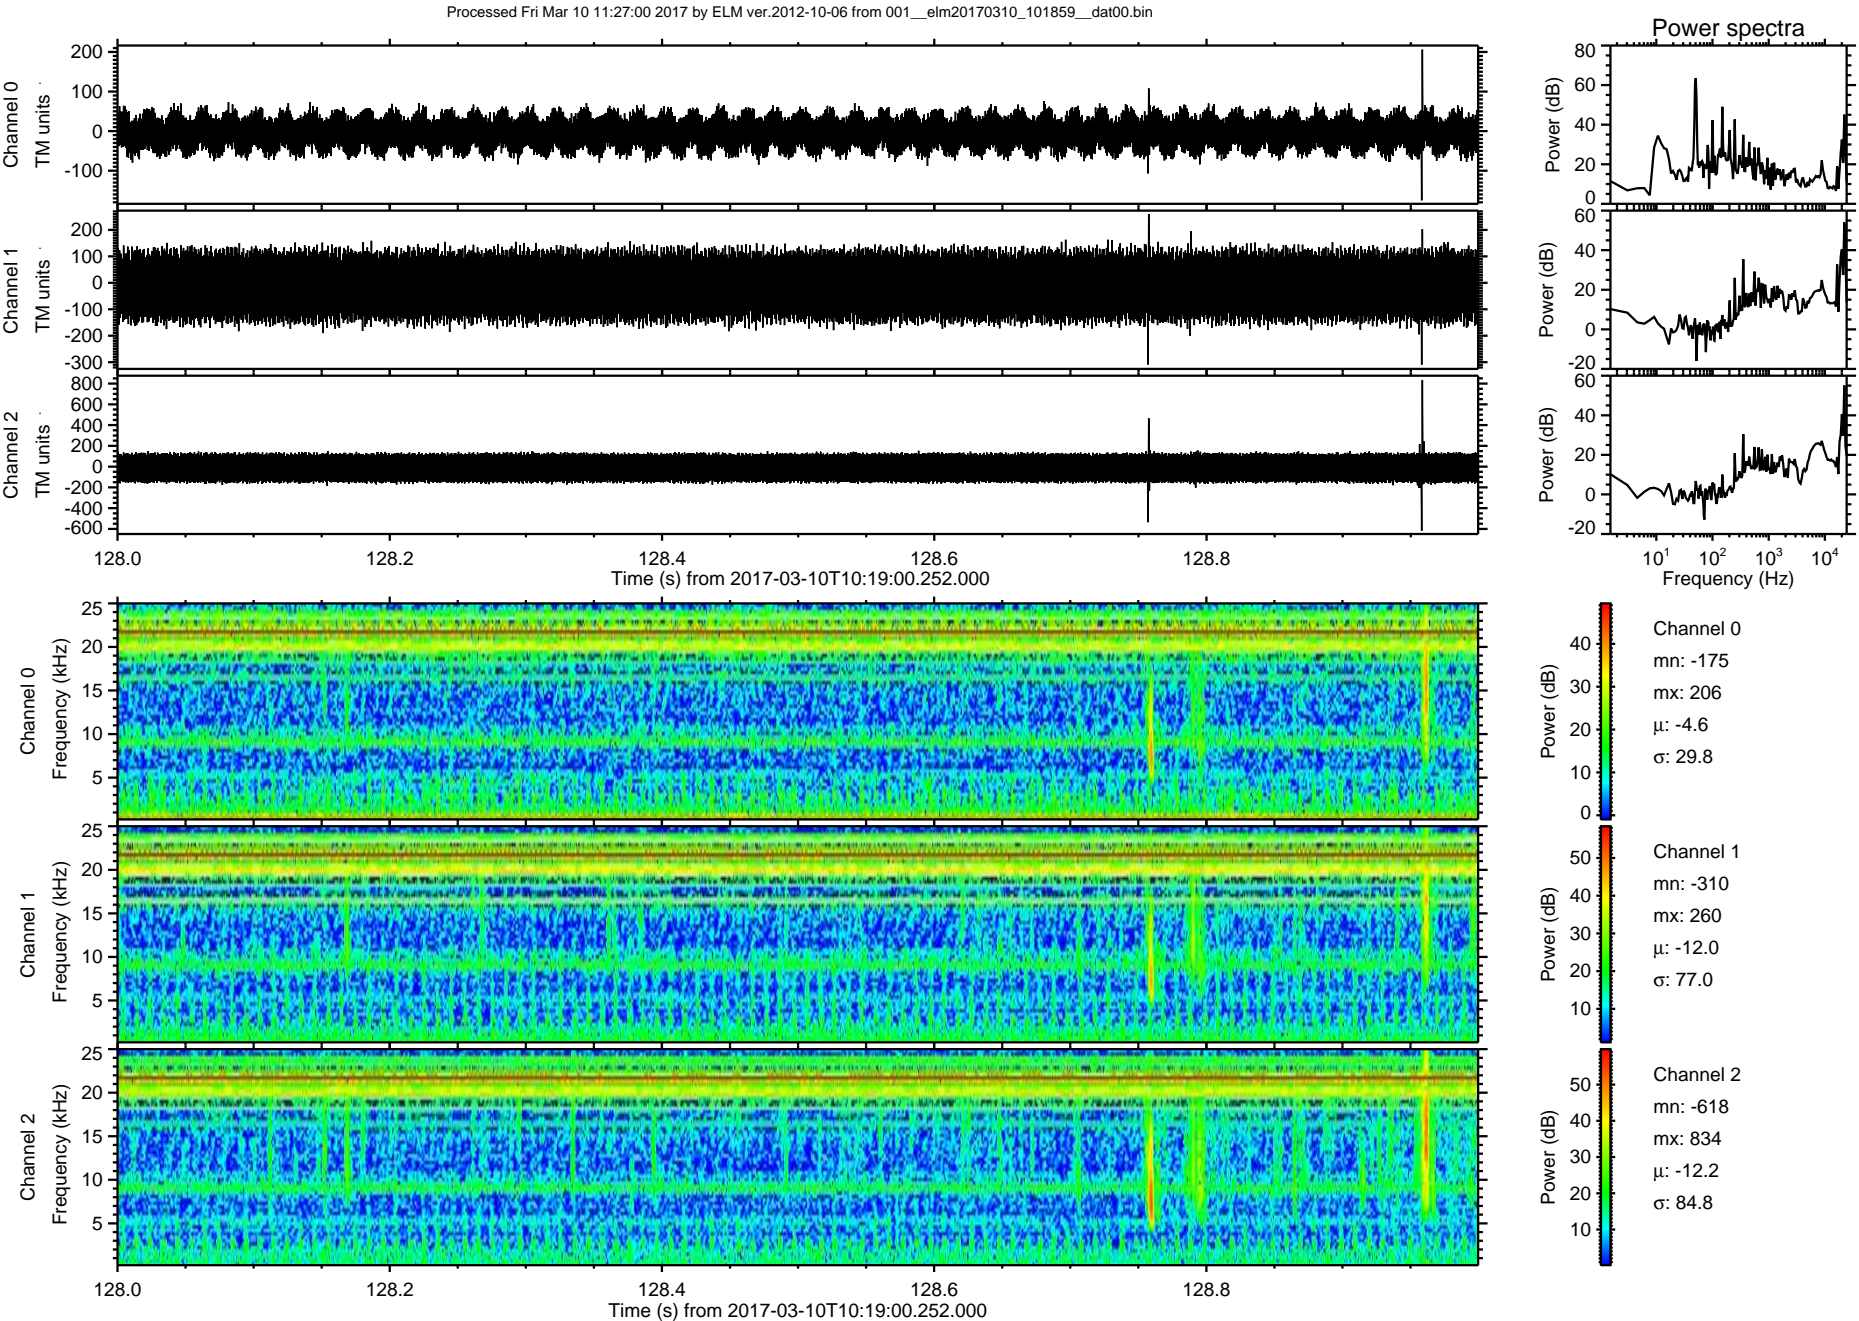 Processed Fri Mar 10 11:27:00 2017 by ELM ver.2012-10-06 from 001__elm20170310_101859__dat00.bin
Power spectra
Channel 0
TM units
200
100
0
-100
Power (dB)
80
60
40
20
0
Channel 1
TM units
200
100
0
-100
-200
-300
Power (dB)
60
40
20
0
-20
Channel 2
TM units
800
600
400
200
0
-200
-400
-600
Power (dB)
60
40
20
0
-20
128.0 128.2 128.4 128.6 128.8
Time (s) from 2017-03-10T10:19:00.252.000
10^1 10^2 10^3 10^4
Frequency (Hz)
Channel 0
Frequency (kHz)
25
20
15
10
5
Power (dB)
40
30
20
10
0
Channel 0
mn: -175
mx: 206
µ: -4.6
σ: 29.8
Channel 1
Frequency (kHz)
25
20
15
10
5
Power (dB)
50
40
30
20
10
Channel 1
mn: -310
mx: 260
µ: -12.0
σ: 77.0
Channel 2
Frequency (kHz)
25
20
15
10
5
Power (dB)
50
40
30
20
10
Channel 2
mn: -618
mx: 834
µ: -12.2
σ: 84.8
128.0 128.2 128.4 128.6 128.8
Time (s) from 2017-03-10T10:19:00.252.000